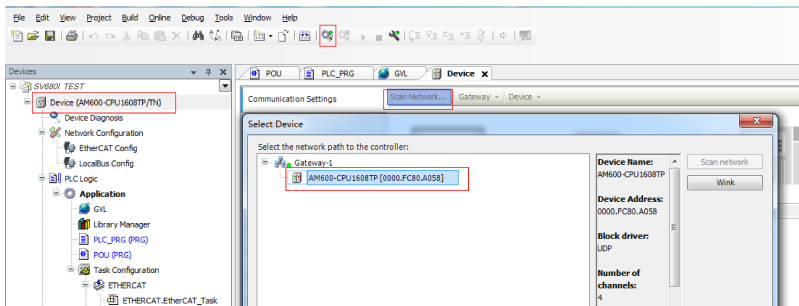 File Edit View Project Build Online Debug Tools Window Help
Devices
SV680I TEST
Device (AM600-CPU1608TP/TN)
Device Diagnosis
Network Configuration
EtherCAT Config
LocalBus Config
PLC Logic
Application
GVL
Library Manager
PLC_PRG (PRG)
POU (PRG)
Task Configuration
ETHERCAT
ETHERCAT.EtherCAT_Task
POU PLC_PRG GVL Device
Communication Settings
Scan Network... Gateway Device
Select Device
Select the network path to the controller:
Gateway-1
AM600-CPU1608TP [0000.FC80.A058]
Device Name:
AM600-CPU1608TP
Device Address:
0000.FC80.A058
Block driver:
UDP
Number of
channels:
4
Scan network
Wink